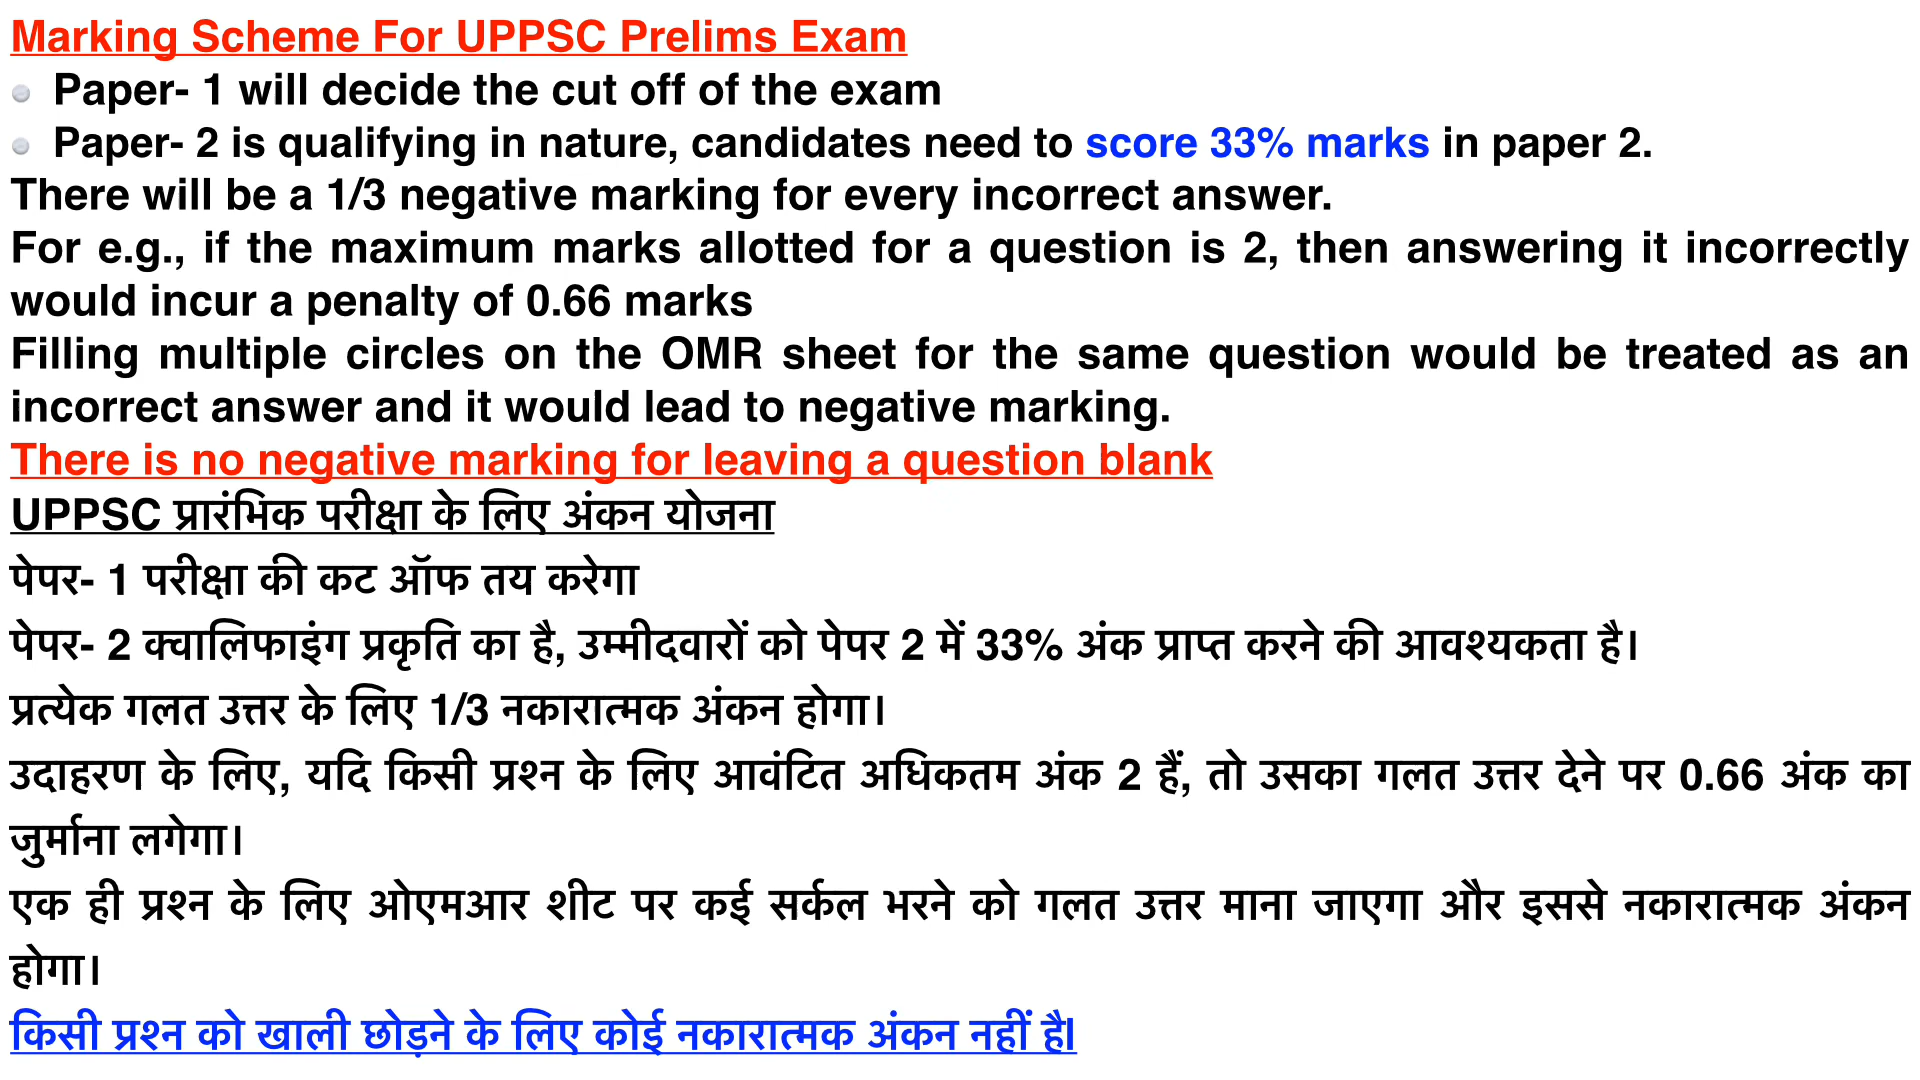 Marking Scheme For UPPSC Prelims Exam
Paper- 1 will decide the cut off of the exam
Paper- 2 is qualifying in nature, candidates need to score 33% marks in paper 2.
There will be a 1/3 negative marking for every incorrect answer.
For e.g., if the maximum marks allotted for a question is 2, then answering it incorrectly
would incur a penalty of 0.66 marks
Filling multiple circles on the OMR sheet for the same question would be treated as an
incorrect answer and it would lead to negative marking.
There is no negative marking for leaving a question blank
UPPSC प्रारंभिक परीक्षा के लिए अंकन योजना
पेपर- 1 परीक्षा की कट ऑफ तय करेगा
पेपर- 2 क्वालिफाइंग प्रकृति का है, उम्मीदवारों को पेपर 2 में 33% अंक प्राप्त करने की आवश्यकता है।
प्रत्येक गलत उत्तर के लिए 1/3 नकारात्मक अंकन होगा।
उदाहरण के लिए, यदि किसी प्रश्न के लिए आवंटित अधिकतम अंक 2 हैं, तो उसका गलत उत्तर देने पर 0.66 अंक का
जुर्माना लगेगा।
एक ही प्रश्न के लिए ओएमआर शीट पर कई सर्कल भरने को गलत उत्तर माना जाएगा और इससे नकारात्मक अंकन
होगा।
किसी प्रश्न को खाली छोड़ने के लिए कोई नकारात्मक अंकन नहीं है।